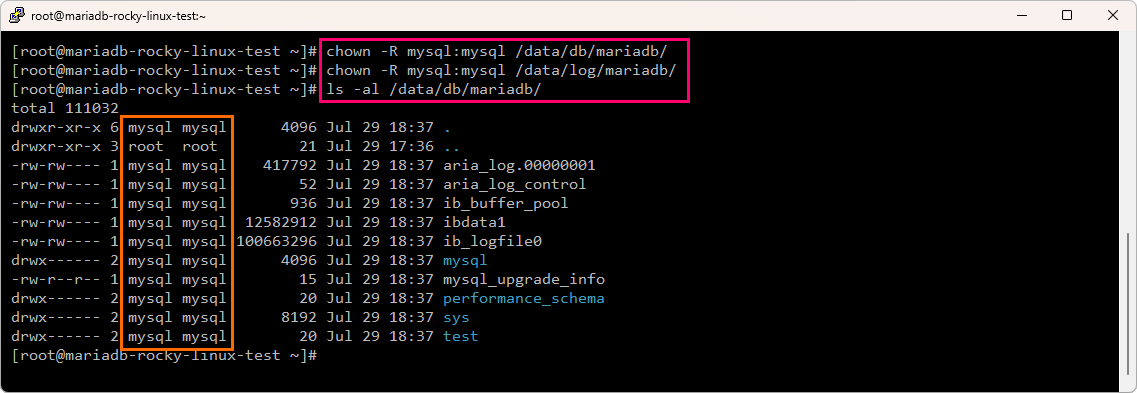 root@mariadb-rocky-linux-test:~
[root@mariadb-rocky-linux-test ~]# chown -R mysql:mysql /data/db/mariadb/
[root@mariadb-rocky-linux-test ~]# chown -R mysql:mysql /data/log/mariadb/
[root@mariadb-rocky-linux-test ~]# ls -al /data/db/mariadb/
total 111032
drwxr-xr-x 6 mysql mysql      4096 Jul 29 18:37 .
drwxr-xr-x 3 root  root         21 Jul 29 17:36 ..
-rw-rw---- 1 mysql mysql    417792 Jul 29 18:37 aria_log.00000001
-rw-rw---- 1 mysql mysql        52 Jul 29 18:37 aria_log_control
-rw-rw---- 1 mysql mysql       936 Jul 29 18:37 ib_buffer_pool
-rw-rw---- 1 mysql mysql  12582912 Jul 29 18:37 ibdata1
-rw-rw---- 1 mysql mysql 100663296 Jul 29 18:37 ib_logfile0
drwx------ 2 mysql mysql      4096 Jul 29 18:37 mysql
-rw-r--r-- 1 mysql mysql        15 Jul 29 18:37 mysql_upgrade_info
drwx------ 2 mysql mysql        20 Jul 29 18:37 performance_schema
drwx------ 2 mysql mysql      8192 Jul 29 18:37 sys
drwx------ 2 mysql mysql        20 Jul 29 18:37 test
[root@mariadb-rocky-linux-test ~]#